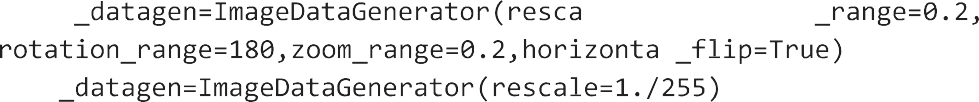 _datagen=ImageDataGenerator(resca _range=0.2,
rotation_range=180,zoom_range=0.2,horizonta _flip=True)
_datagen=ImageDataGenerator(rescale=1./255)